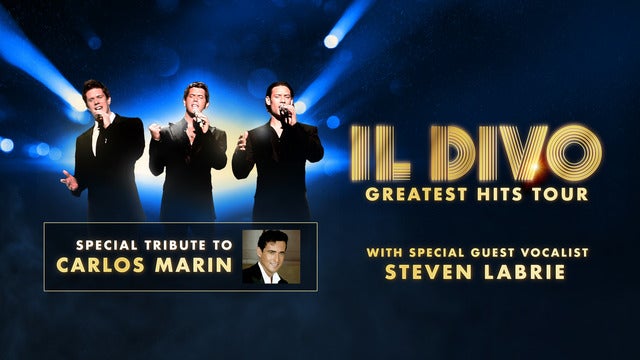 IL DIVO
GREATEST HITS TOUR
SPECIAL TRIBUTE TO
CARLOS MARIN
WITH SPECIAL GUEST VOCALIST
STEVEN LABRIE